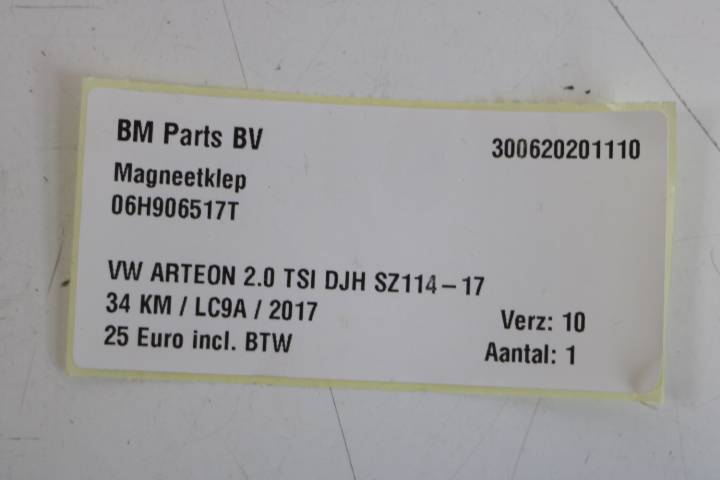 BM Parts BV
300620201110
Magneetklep
06H906517T
VW ARTEON 2.0 TSI DJH SZ114-17
34 KM / LC9A / 2017
Verz: 10
25 Euro incl. BTW
Aantal: 1